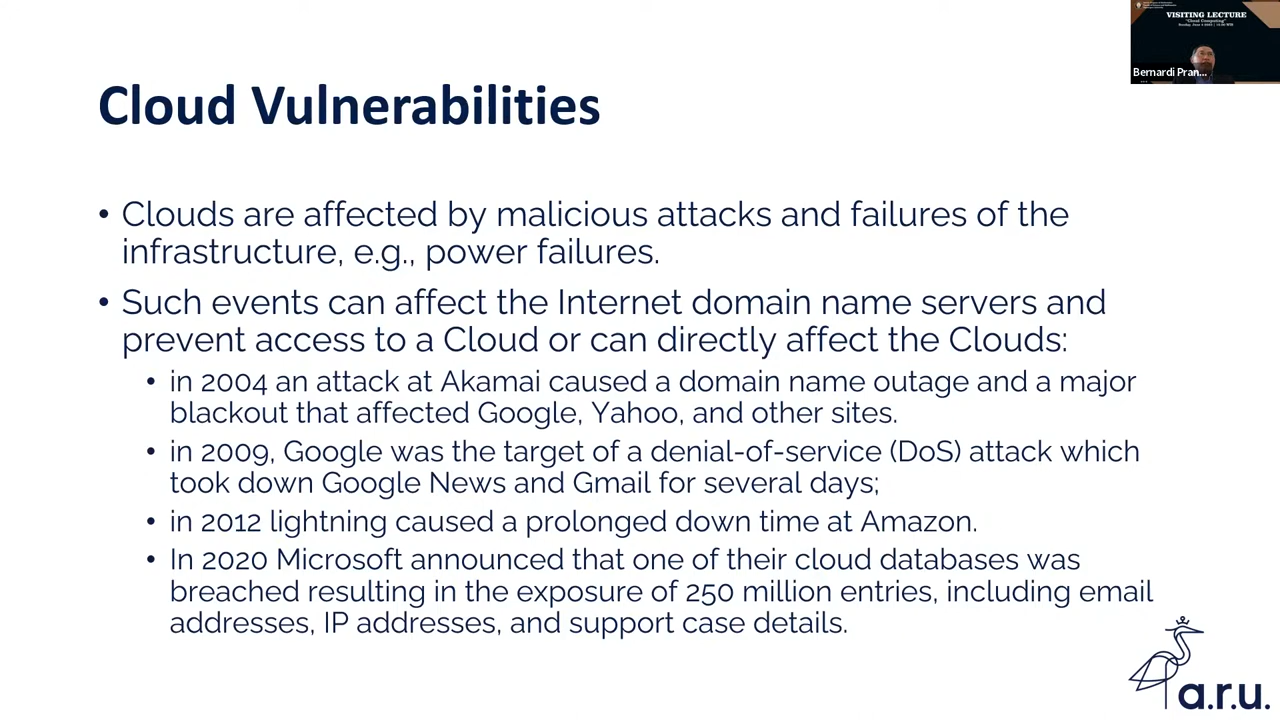 VISITING LECTURE
"Cloud Computing"
Bernardi Pran...
Cloud Vulnerabilities
• Clouds are affected by malicious attacks and failures of the
infrastructure, e.g., power failures.
• Such events can affect the Internet domain name servers and
prevent access to a Cloud or can directly affect the Clouds:
• in 2004 an attack at Akamai caused a domain name outage and a major
blackout that affected Google, Yahoo, and other sites.
• in 2009, Google was the target of a denial-of-service (DoS) attack which
took down Google News and Gmail for several days;
• in 2012 lightning caused a prolonged down time at Amazon.
• In 2020 Microsoft announced that one of their cloud databases was
breached resulting in the exposure of 250 million entries, including email
addresses, IP addresses, and support case details.
a.r.u.